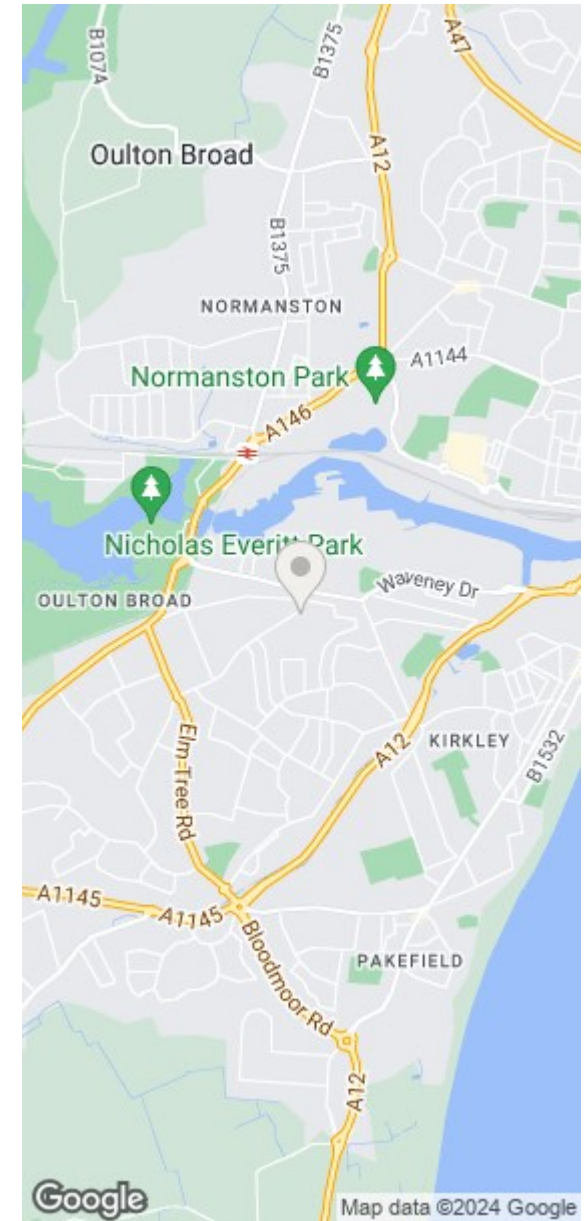 B1074
B1375
A47
A12
Oulton Broad
B1375
NORMANSTON
A1144
Normanston Park
A146
Nicholas Everitt Park
Waveney Dr
OULTON BROAD
Elm Tree Rd
A12
KIRKLEY
B1532
A1145
A1145
Bloodmoor Rd
PAKEFIELD
A12
Google
Map data ©2024 Google